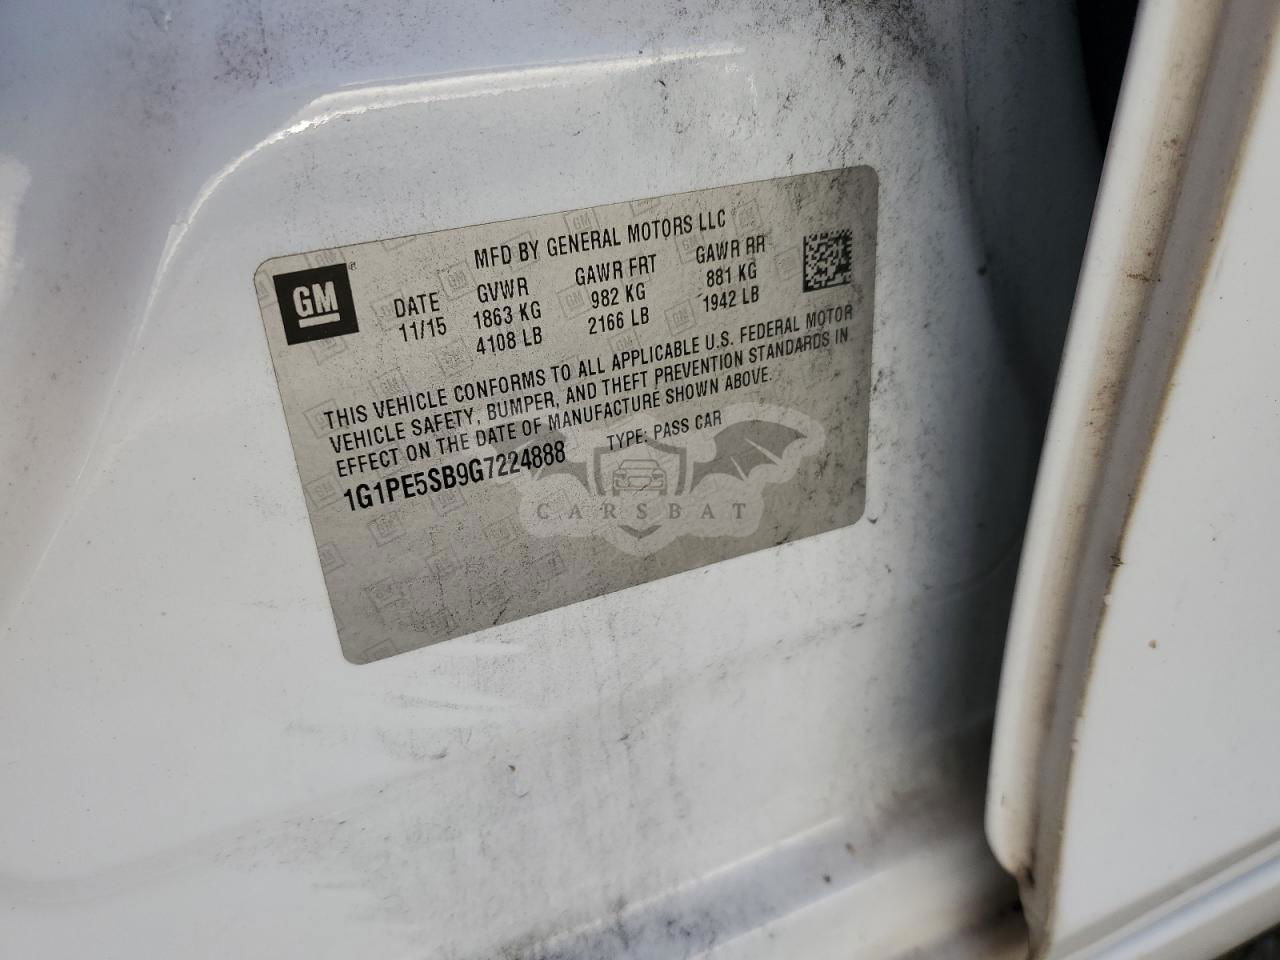 GM
MFD BY GENERAL MOTORS LLC
DATE GVWR GAWR FRT GAWR RR
11/15 1863 KG 982 KG 881 KG
4108 LB 2166 LB 1942 LB
THIS VEHICLE CONFORMS TO ALL APPLICABLE U.S. FEDERAL MOTOR
VEHICLE SAFETY, BUMPER, AND THEFT PREVENTION STANDARDS IN
EFFECT ON THE DATE OF MANUFACTURE SHOWN ABOVE.
1G1PE5SB9G7224888 TYPE: PASS CAR
CARSBAT